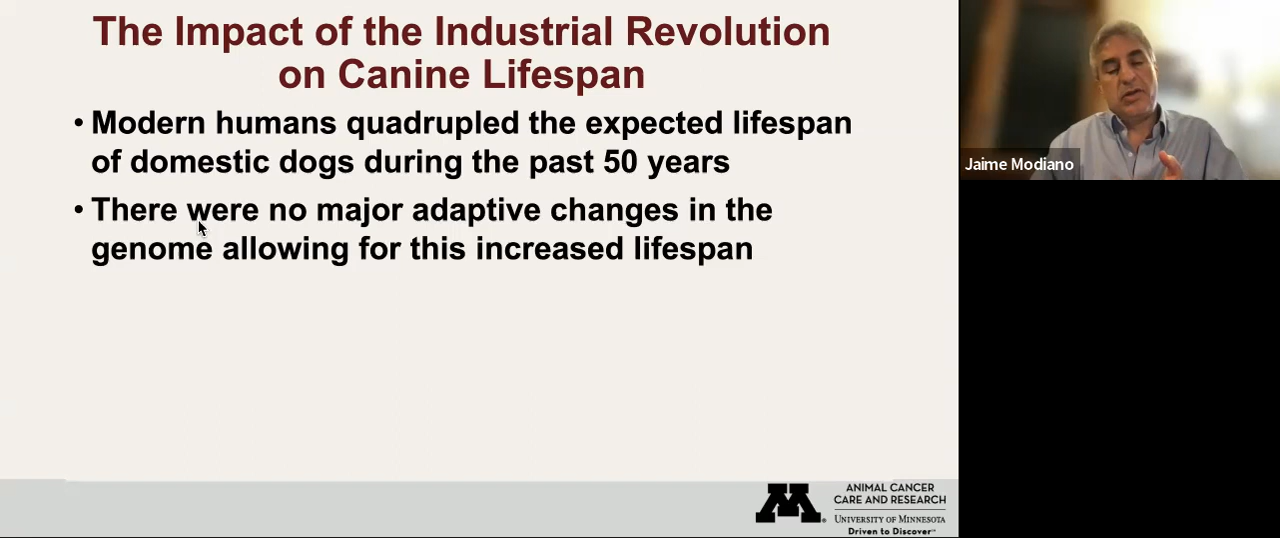 The Impact of the Industrial Revolution
on Canine Lifespan
• Modern humans quadrupled the expected lifespan
of domestic dogs during the past 50 years
• There were no major adaptive changes in the
genome allowing for this increased lifespan
Jaime Modiano
M
ANIMAL CANCER
CARE AND RESEARCH
UNIVERSITY OF MINNESOTA
Driven to Discover℠